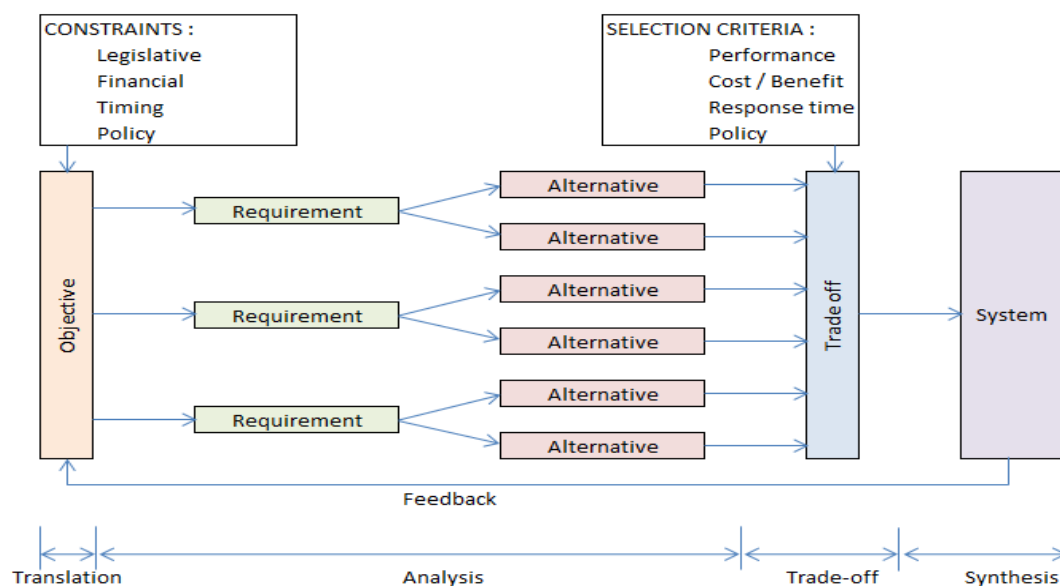 CONSTRAINTS :
Legislative
Financial
Timing
Policy
SELECTION CRITERIA :
Performance
Cost / Benefit
Response time
Policy
Objective
Requirement
Requirement
Requirement
Alternative
Alternative
Alternative
Alternative
Alternative
Alternative
Trade off
System
Feedback
Translation
Analysis
Trade-off
Synthesis